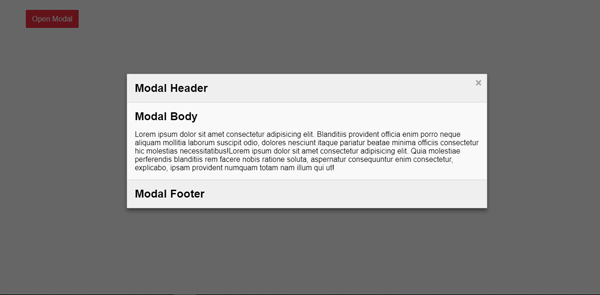 Open Modal
×
Modal Header
Modal Body
Lorem ipsum dolor sit amet consectetur adipisicing elit. Blanditiis provident officia enim porro neque
aliquam mollitia laborum suscipit odio, dolores nesciunt itaque pariatur beatae minima officiis consectetur
hic molestias necessitatibus!Lorem ipsum dolor sit amet consectetur adipisicing elit. Quia molestiae
perferendis blanditiis rem facere nobis ratione soluta, aspernatur consequuntur enim consectetur,
explicabo, ipsam provident numquam totam nam illum qui ut!
Modal Footer